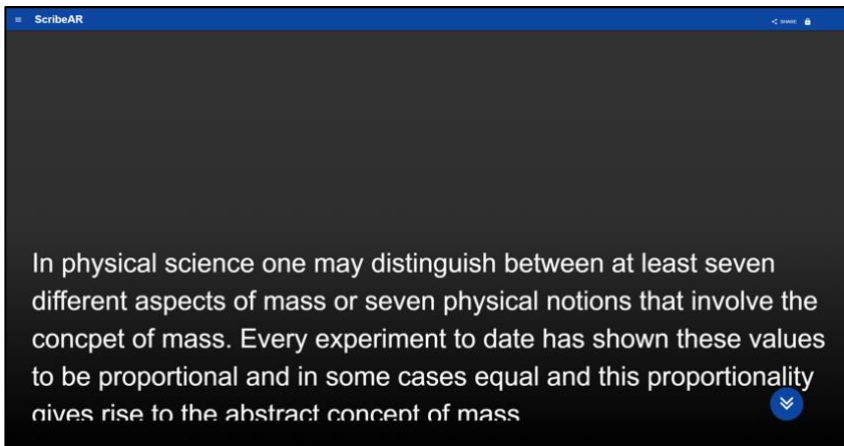 ScribeAR
SHARE
In physical science one may distinguish between at least seven
different aspects of mass or seven physical notions that involve the
concpet of mass. Every experiment to date has shown these values
to be proportional and in some cases equal and this proportionality
gives rise to the abstract concept of mass